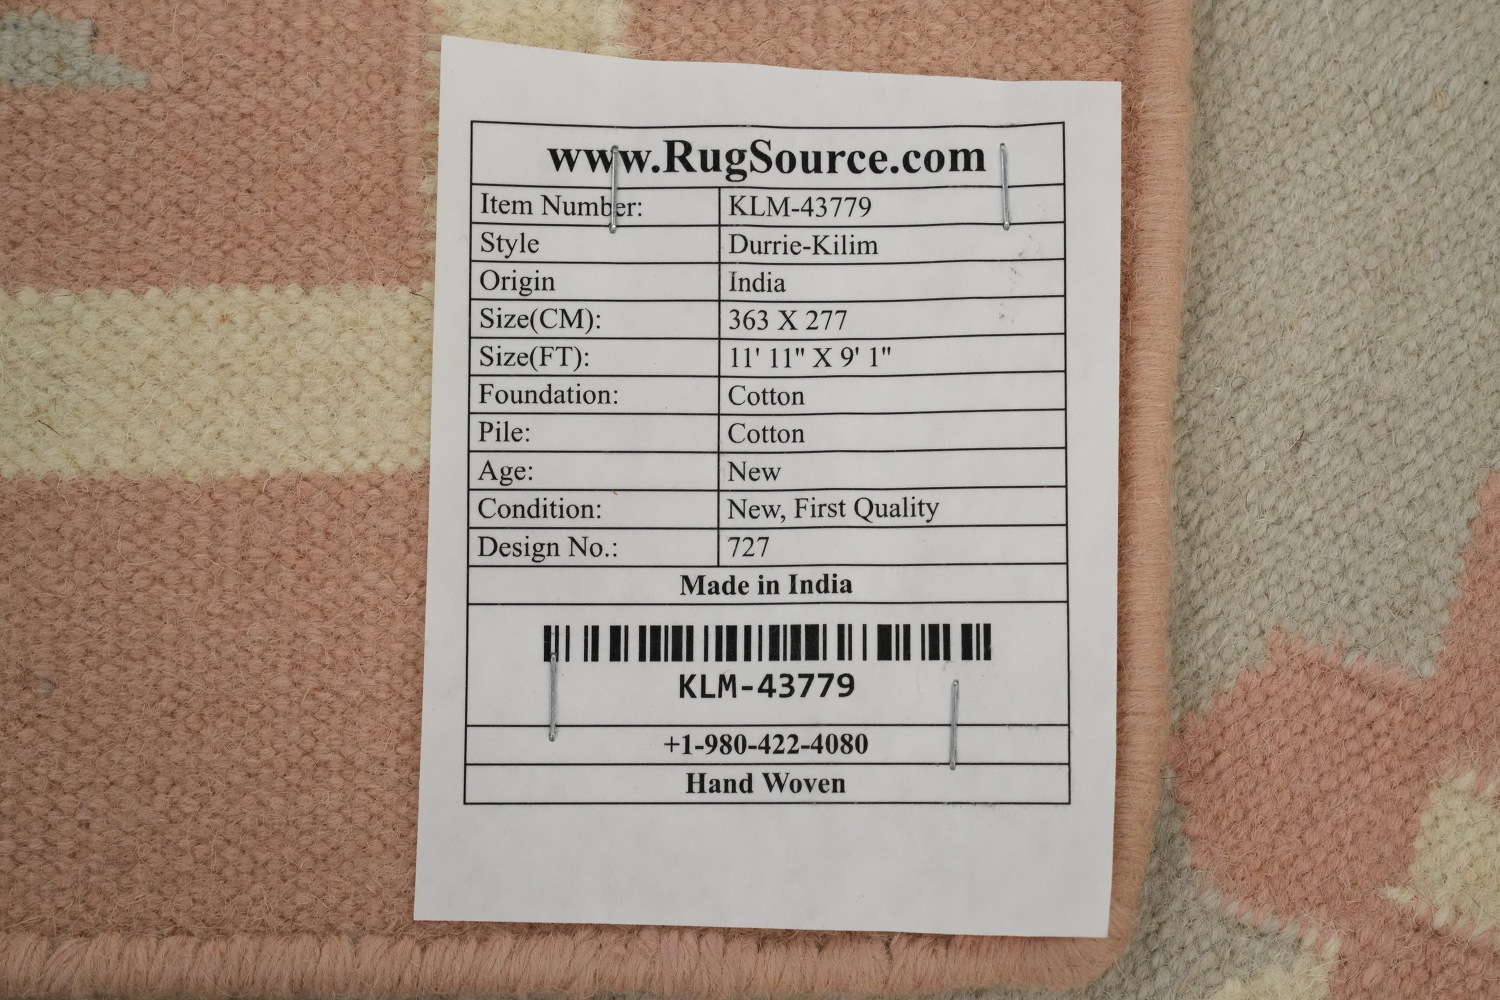 www.RugSource.com
Item Number: KLM-43779
Style Durrie-Kilim
Origin India
Size(CM): 363 X 277
Size(FT): 11' 11" X 9' 1"
Foundation: Cotton
Pile: Cotton
Age: New
Condition: New, First Quality
Design No.: 727
Made in India
KLM-43779
+1-980-422-4080
Hand Woven